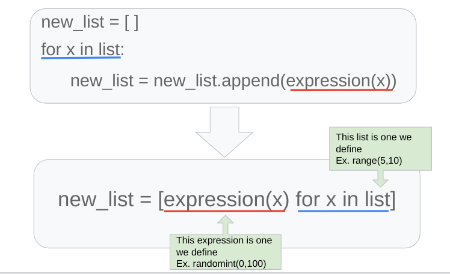 new_list = [ ]
for x in list:
new_list = new_list.append(expression(x))
This list is one we
define
Ex. range(5,10)
new_list = [expression(x) for x in list]
This expression is one
we define
Ex. randomint(0,100)